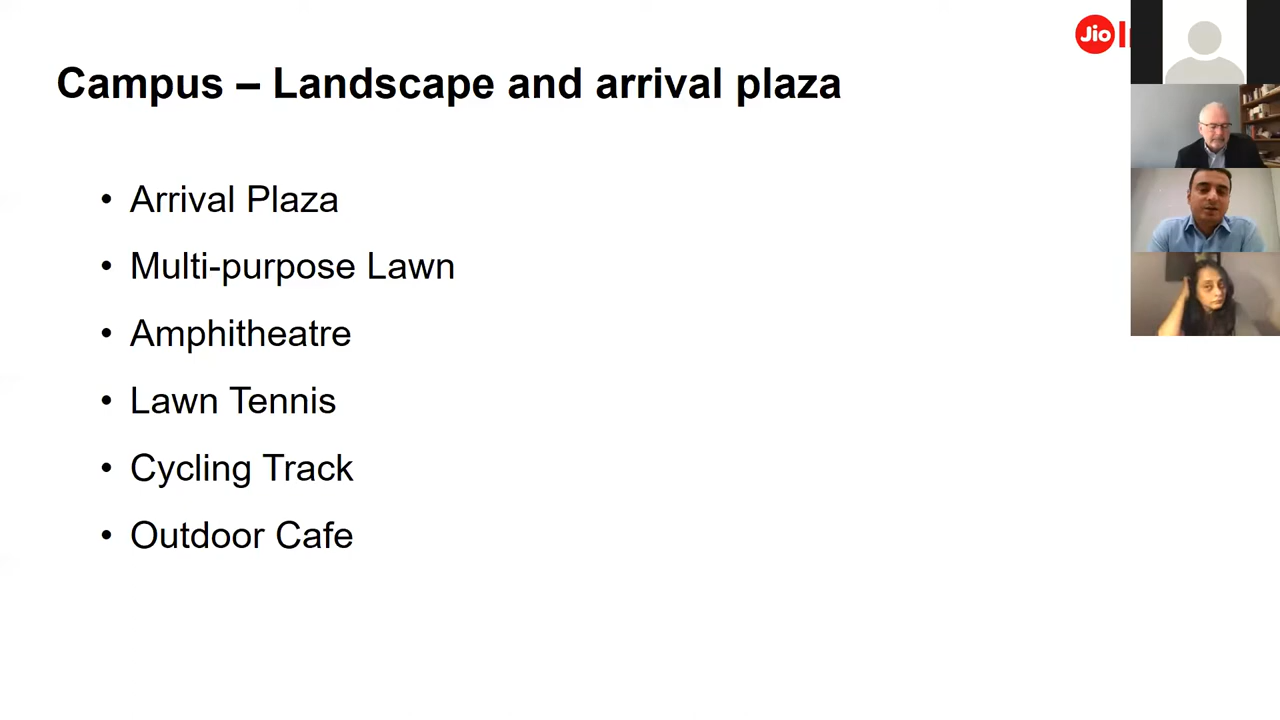 Jio
Campus – Landscape and arrival plaza
• Arrival Plaza
• Multi-purpose Lawn
• Amphitheatre
• Lawn Tennis
• Cycling Track
• Outdoor Cafe